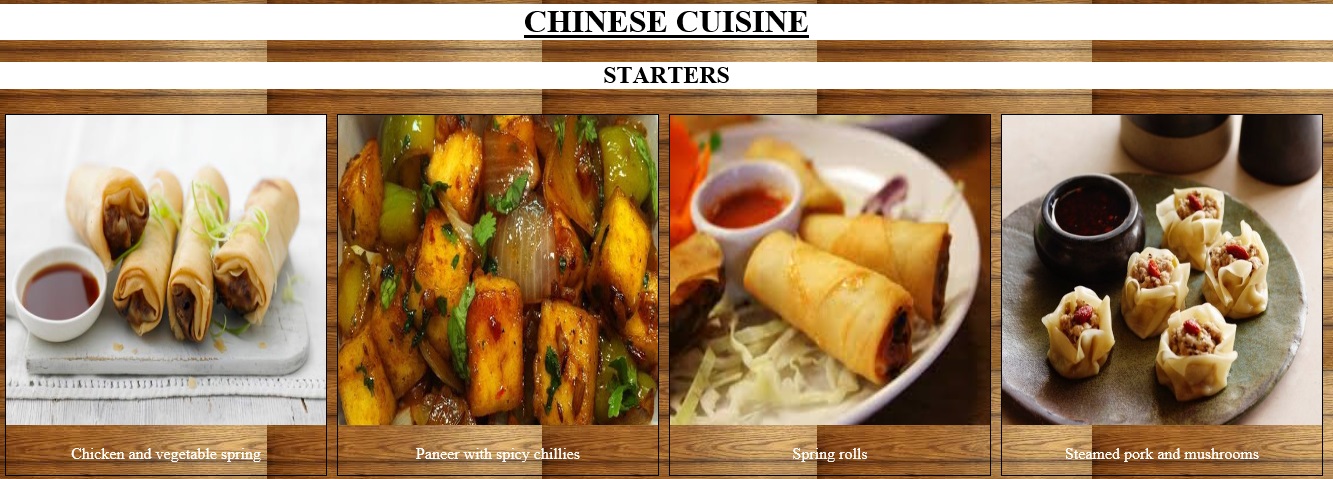 CHINESE CUISINE
STARTERS
Chicken and vegetable spring
Paneer with spicy chillies
Spring rolls
Steamed pork and mushrooms